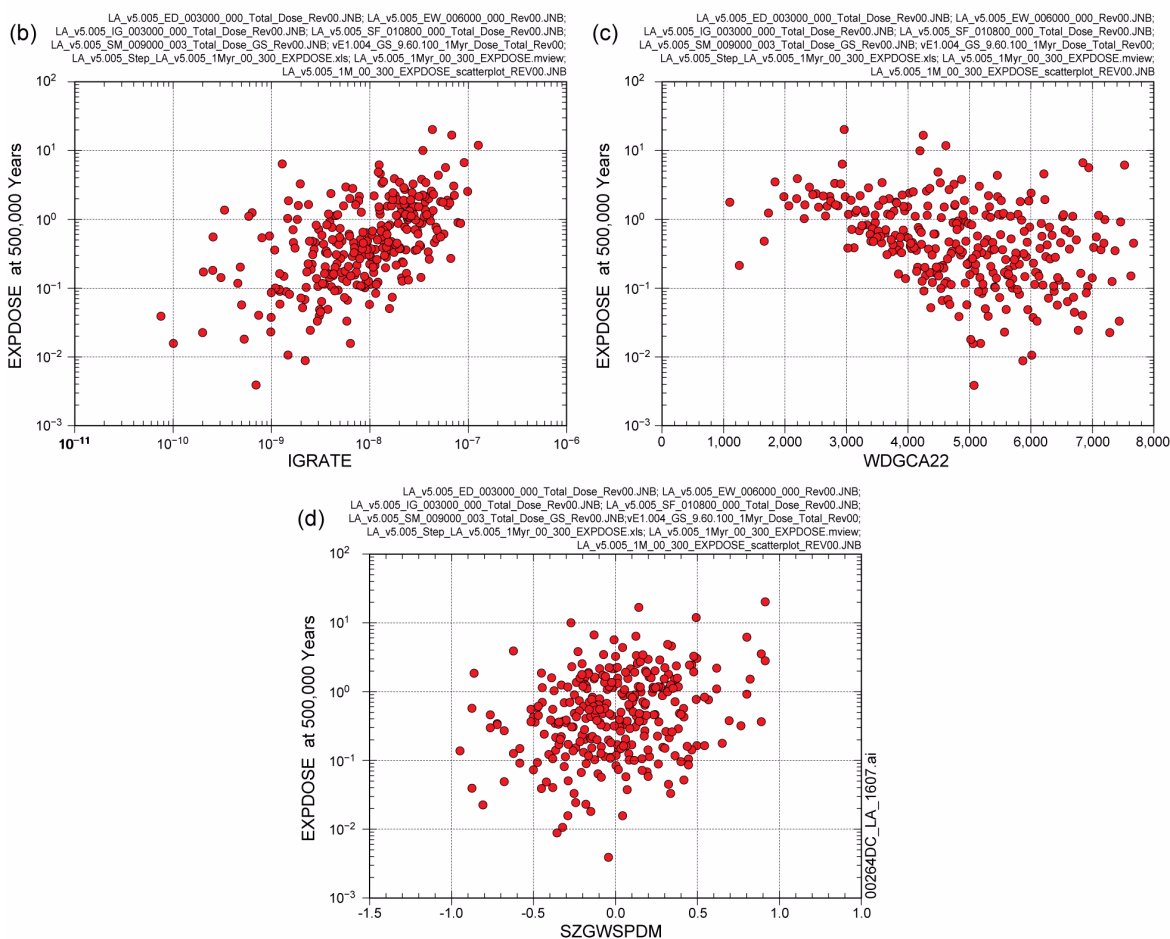 LA_v5.005_ED_003000_000_Total_Dose_Rev00.JNB; LA_v5.005_EW_006000_000_Rev00.JNB;
LA_v5.005_IG_003000_000_Total_Dose_Rev00.JNB; LA_v5.005_SF_010800_000_Total_Dose_Rev00.JNB;
LA_v5.005_SM_009000_003_Total_Dose_GS_Rev00.JNB; vE1.004_GS_9.60.100_1Myr_Dose_Total_Rev00;
LA_v5.005_Step_LA_v5.005_1Myr_00_300_EXPDOSE.xls; LA_v5.005_1Myr_00_300_EXPDOSE.mview;
LA_v5.005_1M_00_300_EXPDOSE_scatterplot_REV00.JNB
(b)
10²
10¹
10⁰
10⁻¹
10⁻²
10⁻³
EXPDOSE at 500,000 Years
10⁻¹¹ 10⁻¹⁰ 10⁻⁹ 10⁻⁸ 10⁻⁷ 10⁻⁶
IGRATE
LA_v5.005_ED_003000_000_Total_Dose_Rev00.JNB; LA_v5.005_EW_006000_000_Rev00.JNB;
LA_v5.005_IG_003000_000_Total_Dose_Rev00.JNB; LA_v5.005_SF_010800_000_Total_Dose_Rev00.JNB;
LA_v5.005_SM_009000_003_Total_Dose_GS_Rev00.JNB; vE1.004_GS_9.60.100_1Myr_Dose_Total_Rev00;
LA_v5.005_Step_LA_v5.005_1Myr_00_300_EXPDOSE.xls; LA_v5.005_1Myr_00_300_EXPDOSE.mview;
LA_v5.005_1M_00_300_EXPDOSE_scatterplot_REV00.JNB
(c)
10²
10¹
10⁰
10⁻¹
10⁻²
10⁻³
EXPDOSE at 500,000 Years
0 1,000 2,000 3,000 4,000 5,000 6,000 7,000 8,000
WDGCA22
LA_v5.005_ED_003000_000_Total_Dose_Rev00.JNB; LA_v5.005_EW_006000_000_Rev00.JNB;
LA_v5.005_IG_003000_000_Total_Dose_Rev00.JNB; LA_v5.005_SF_010800_000_Total_Dose_Rev00.JNB;
LA_v5.005_SM_009000_003_Total_Dose_GS_Rev00.JNB;vE1.004_GS_9.60.100_1Myr_Dose_Total_Rev00;
LA_v5.005_Step_LA_v5.005_1Myr_00_300_EXPDOSE.xls; LA_v5.005_1Myr_00_300_EXPDOSE.mview;
LA_v5.005_1M_00_300_EXPDOSE_scatterplot_REV00.JNB
(d)
10²
10¹
10⁰
10⁻¹
10⁻²
10⁻³
EXPDOSE at 500,000 Years
-1.5 -1.0 -0.5 0.0 0.5 1.0 1.0
SZGWSPDM
00264DC_LA_1607.ai